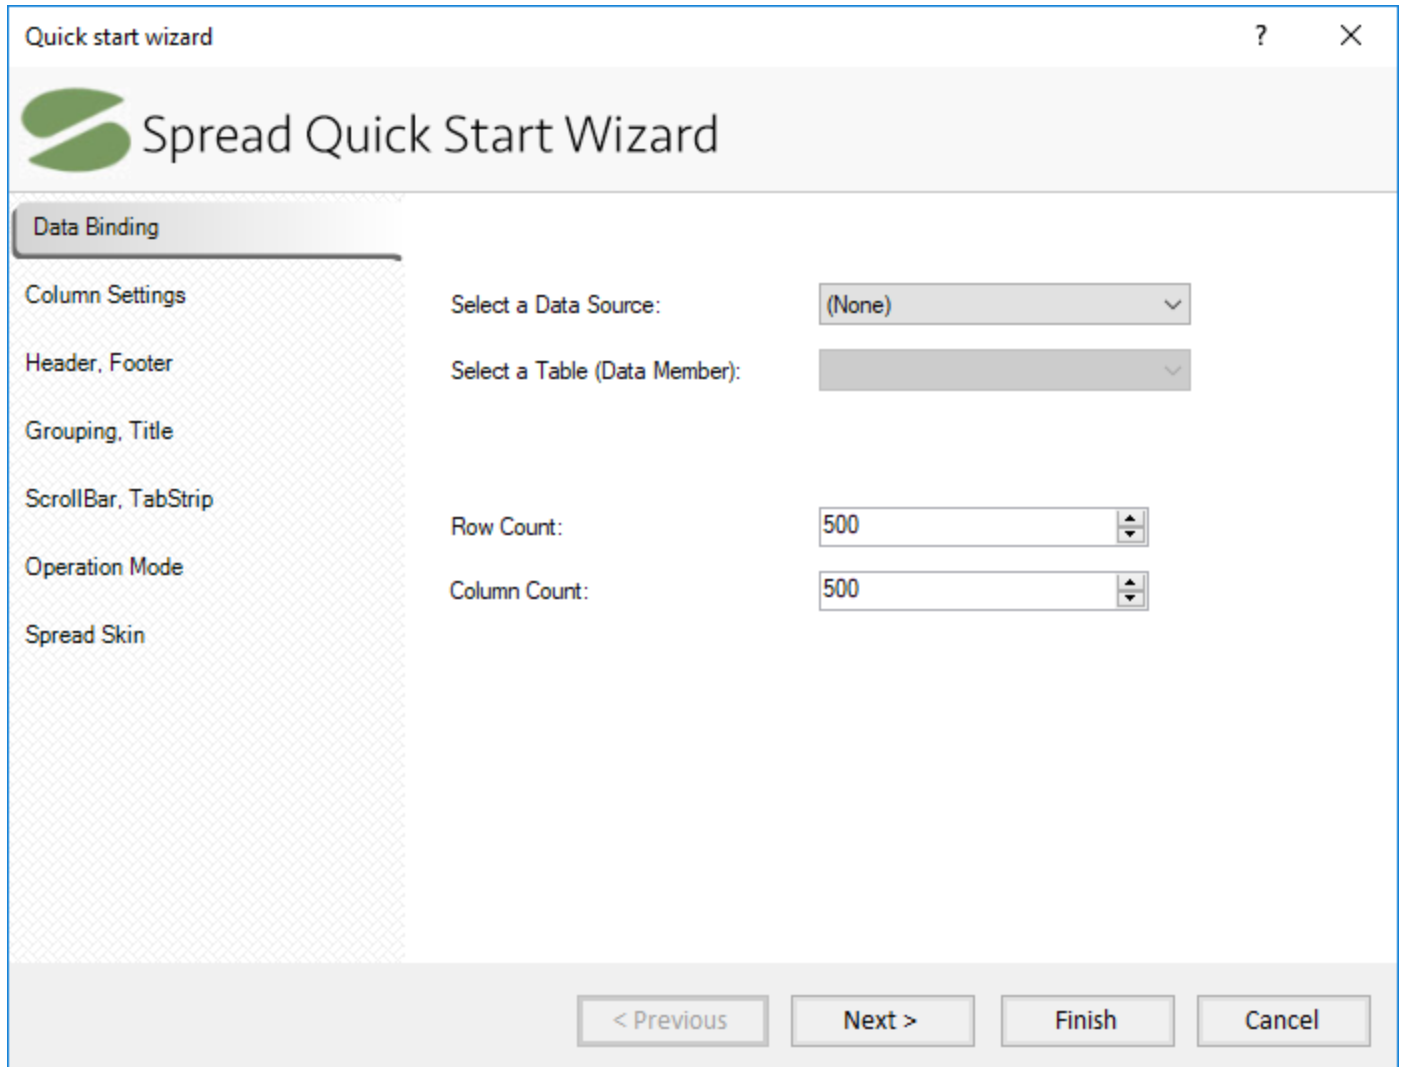 Quick start wizard
?
Spread Quick Start Wizard
Data Binding
Column Settings
Header, Footer
Grouping, Title
ScrollBar, TabStrip
Operation Mode
Spread Skin
Select a Data Source:
(None)
Select a Table (Data Member):
Row Count:
500
Column Count:
500
< Previous
Next >
Finish
Cancel